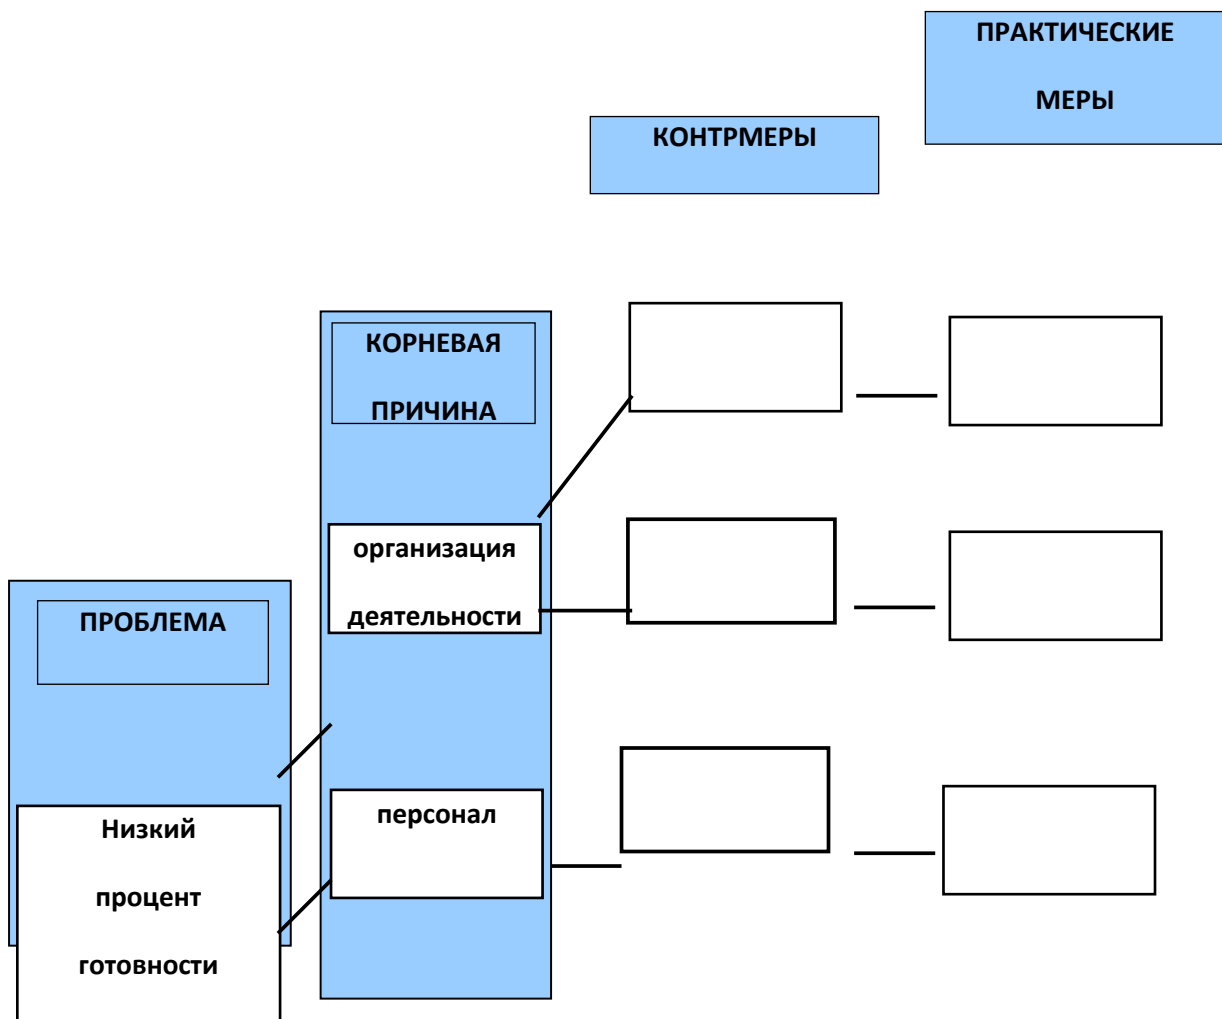 ПРАКТИЧЕСКИЕ
МЕРЫ
КОНТРМЕРЫ
КОРНЕВАЯ
ПРИЧИНА
организация
деятельности
ПРОБЛЕМА
персонал
Низкий
процент
готовности